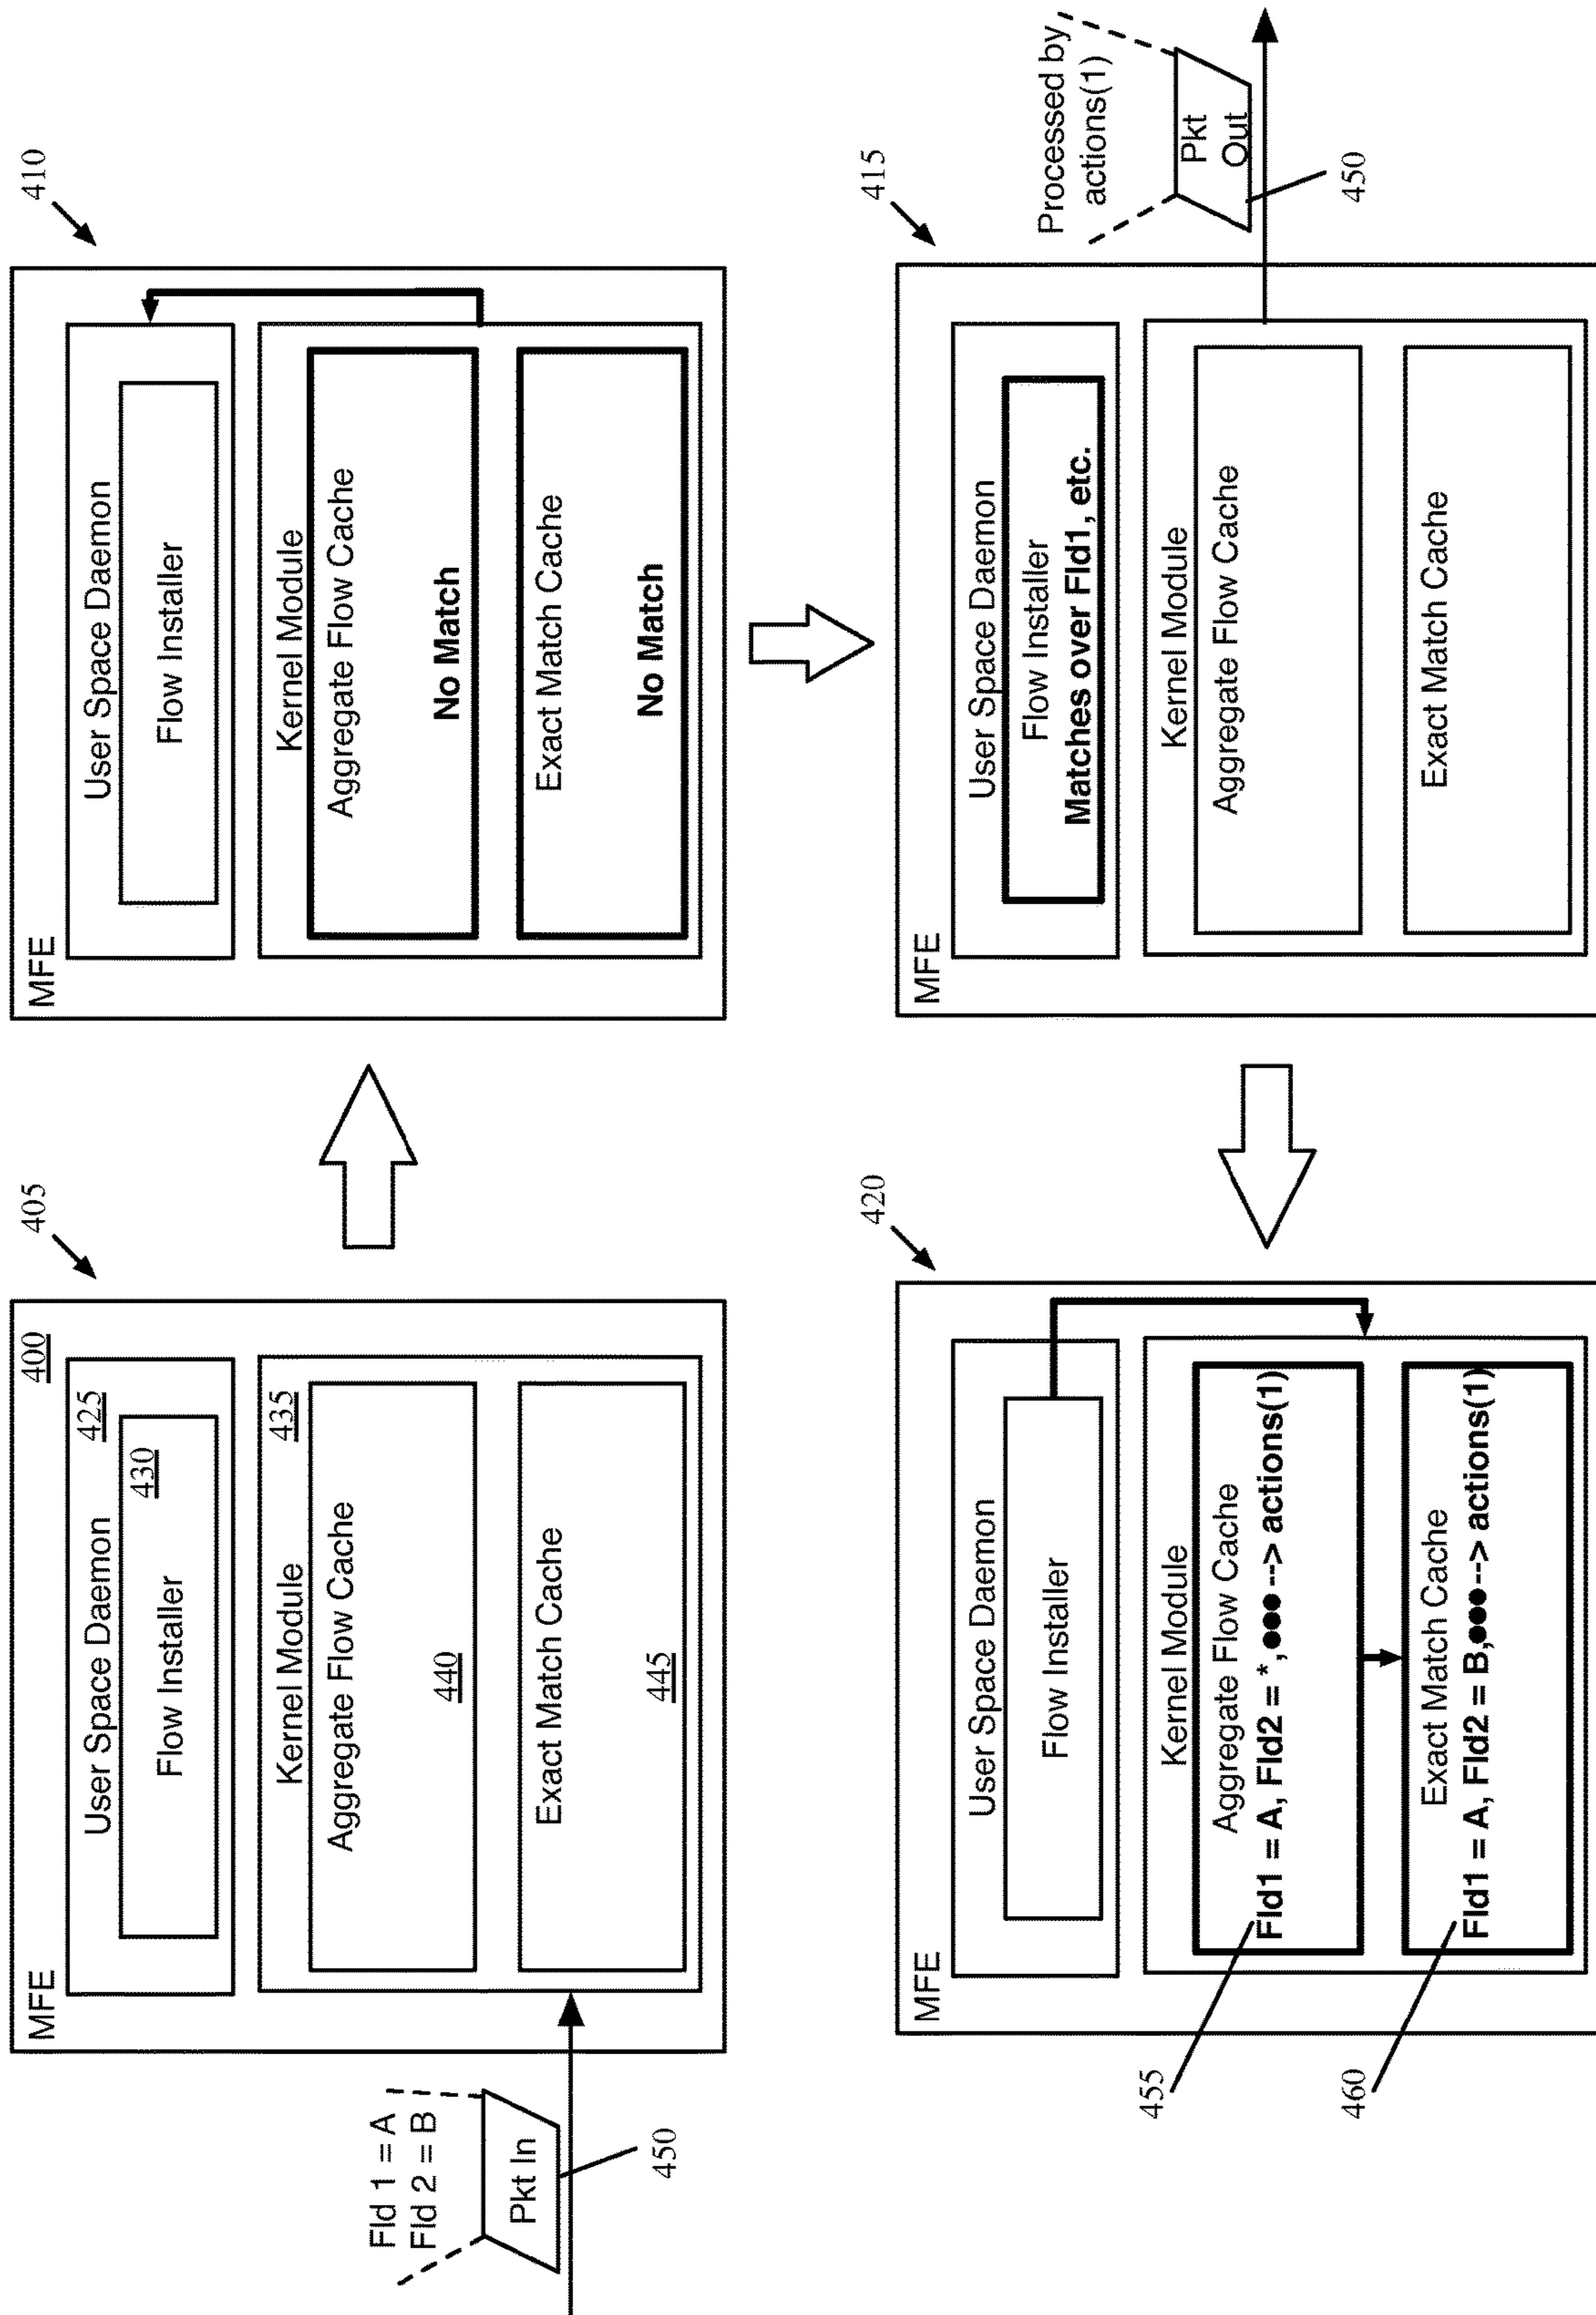 405
MFE
400
User Space Daemon
425
Flow Installer
430
Kernel Module
435
Aggregate Flow Cache
440
Exact Match Cache
445
Fld 1 = A
Fld 2 = B
Pkt In
450
410
MFE
User Space Daemon
Flow Installer
Kernel Module
Aggregate Flow Cache
No Match
Exact Match Cache
No Match
420
MFE
User Space Daemon
Flow Installer
Kernel Module
Aggregate Flow Cache
Fld1 = A, Fld2 = *,●●●--> actions(1)
Exact Match Cache
Fld1 = A, Fld2 = B,●●●--> actions(1)
455
460
415
MFE
User Space Daemon
Flow Installer
Matches over Fld1, etc.
Kernel Module
Aggregate Flow Cache
Exact Match Cache
Processed by
actions(1)
Pkt
Out
450